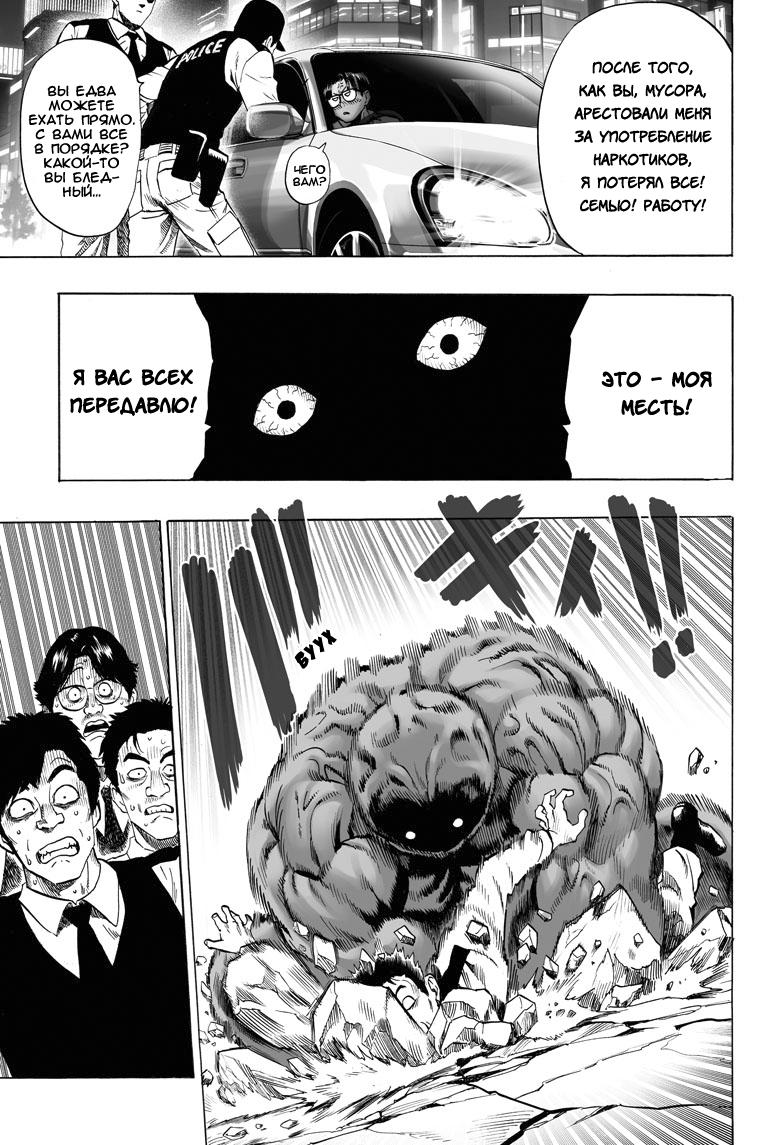 ПОСЛЕ ТОГО,
КАК ВЫ, МУСОРА,
АРЕСТОВАЛИ МЕНЯ
ЗА УПОТРЕБЛЕНИЕ
НАРКОТИКОВ,
Я ПОТЕРЯЛ ВСЕ!
СЕМЬЮ! РАБОТУ!
POLICE
ВЫ ЕДВА
МОЖЕТЕ
ЕХАТЬ ПРЯМО.
С ВАМИ ВСЕ
В ПОРЯДКЕ?
КАКОЙ-ТО
ВЫ БЛЕД-
НЫЙ...
ЧЕГО
ВАМ?
ЭТО - МОЯ
МЕСТЬ!
Я ВАС ВСЕХ
ПЕРЕДАВЛЮ!
БУУХ